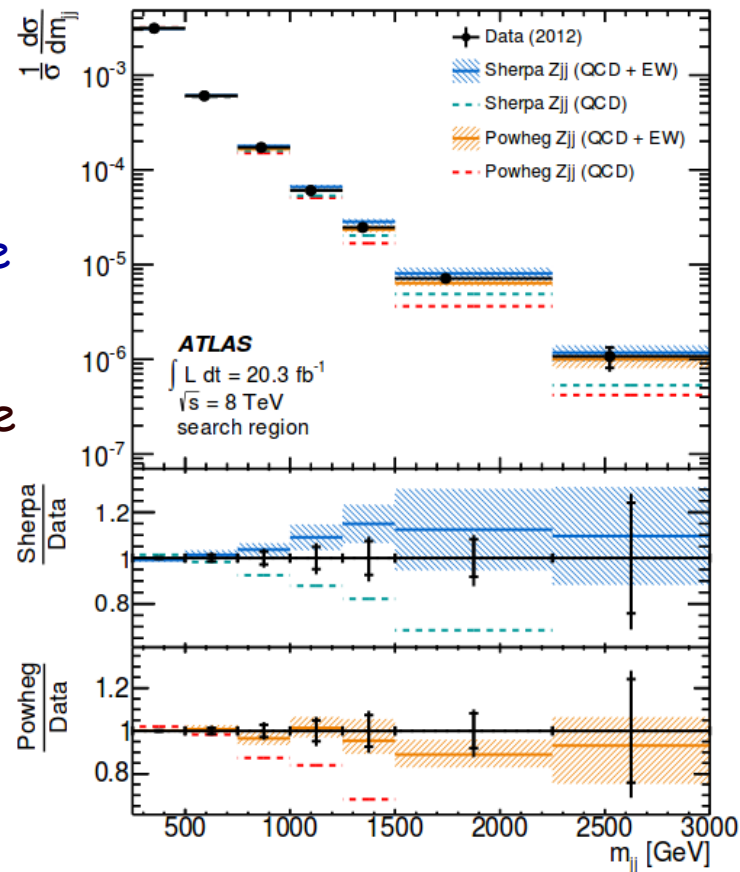 1/σ dσ/dm_jj
Data (2012)
Sherpa Zjj (QCD + EW)
Sherpa Zjj (QCD)
Powheg Zjj (QCD + EW)
Powheg Zjj (QCD)
10⁻³
10⁻⁴
10⁻⁵
10⁻⁶
10⁻⁷
e
e
ATLAS
∫ L dt = 20.3 fb⁻¹
√s = 8 TeV
search region
Sherpa
Data
1.2
1
0.8
Powheg
Data
1.2
1
0.8
500 1000 1500 2000 2500 3000
m_jj [GeV]